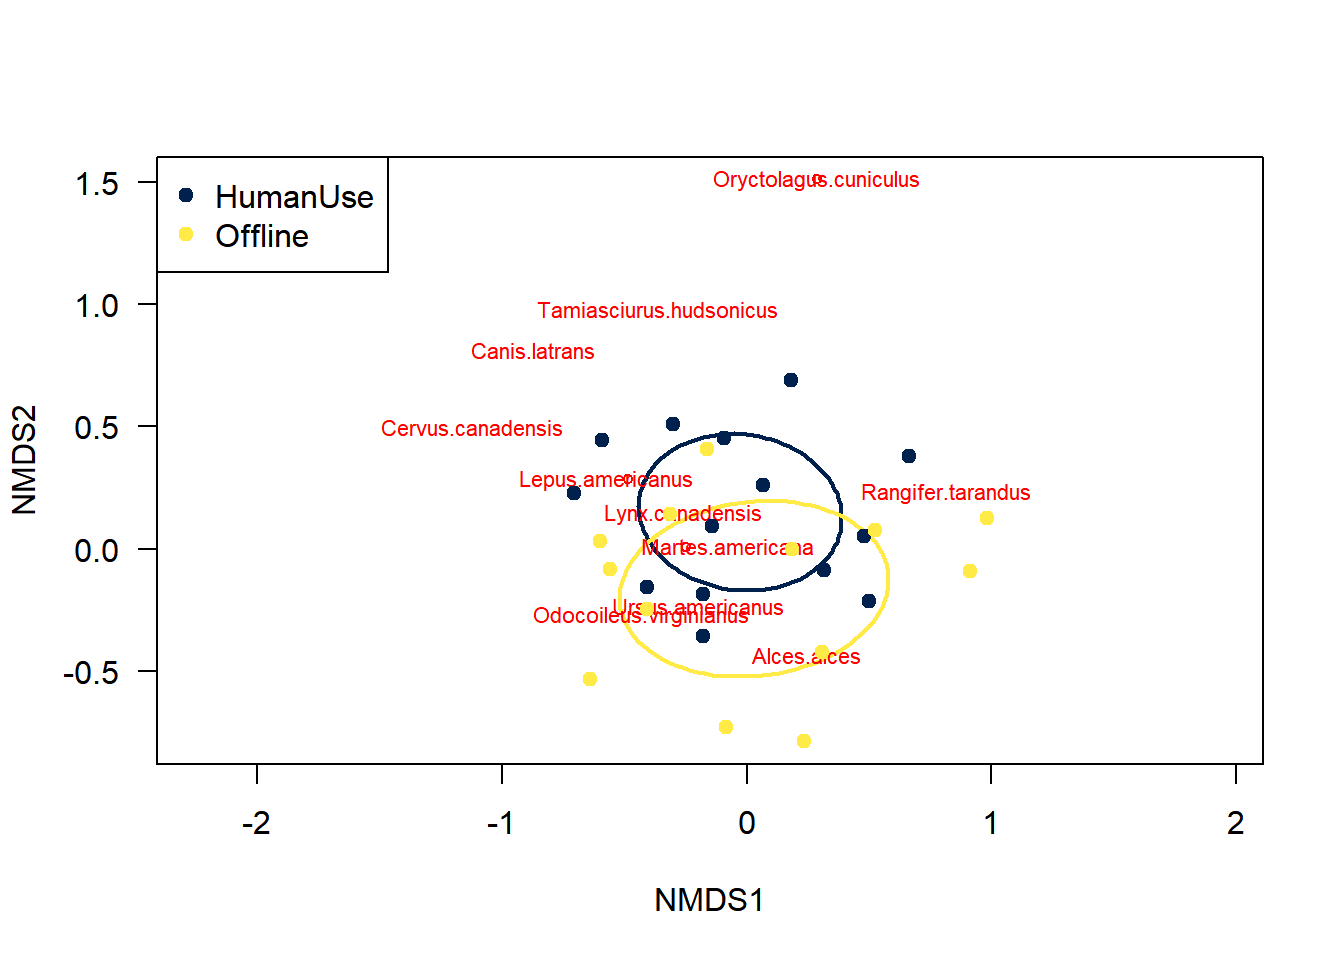 HumanUse
Offline
Oryctolagus.cuniculus
Tamiasciurus.hudsonicus
Canis.latrans
Cervus.canadensis
Lepus.americanus
Rangifer.tarandus
Lynx.canadensis
Martes.americana
Ursus.americanus
Odocoileus.virginianus
Alces.alces
1.5
1.0
0.5
0.0
-0.5
NMDS2
-2 -1 0 1 2
NMDS1